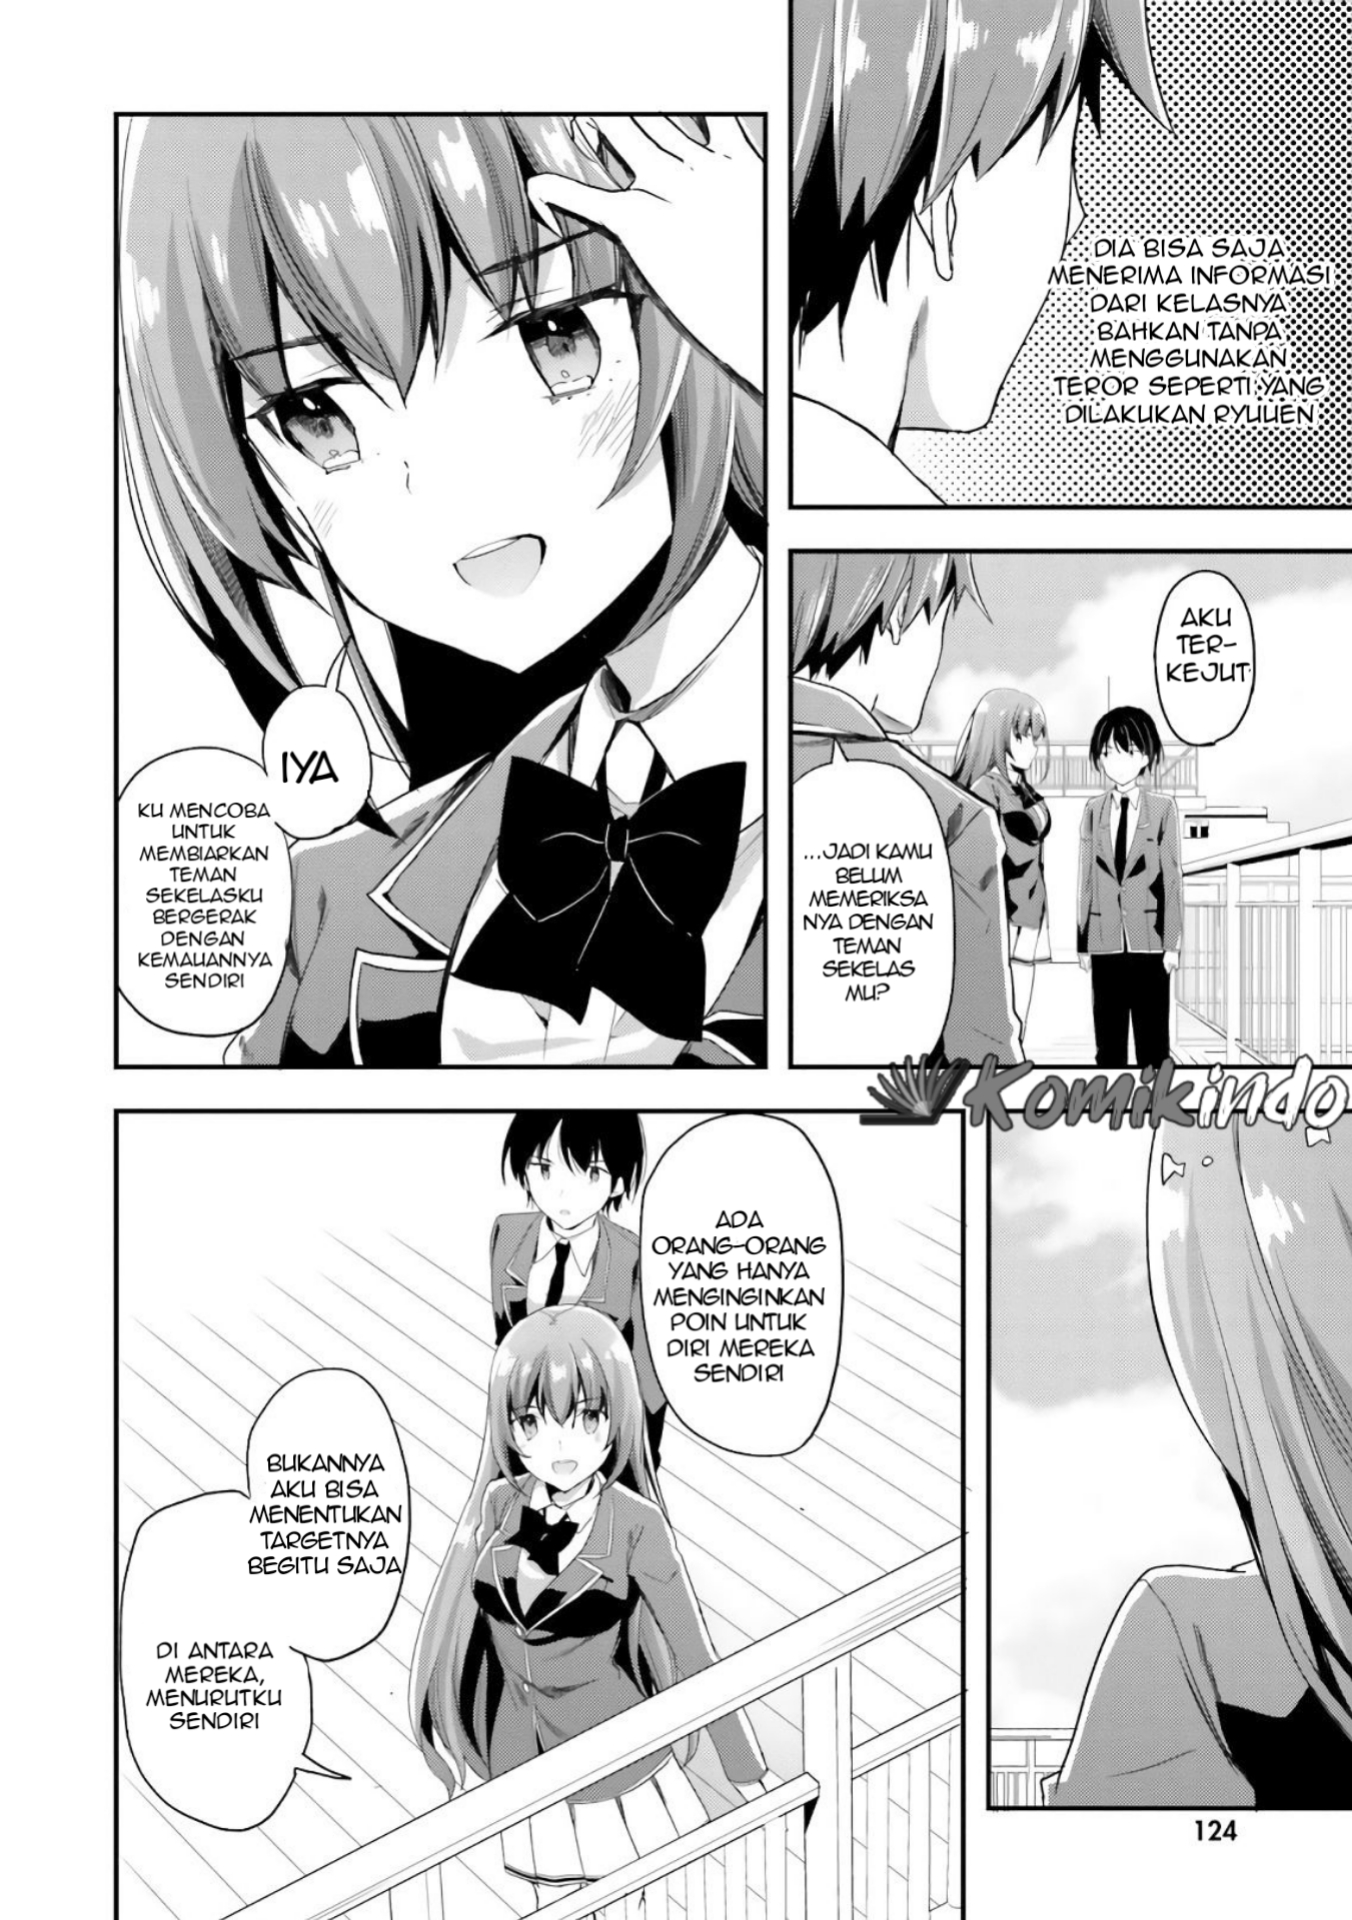 DIA BISA SAJA
MENERIMA INFORMASI
DARI KELASNYA
BAHKAN TANPA
MENGGUNAKAN
TEROR SEPERTI YANG
DILAKUKAN RYUUEN
AKU
TER-
KEJUT
...JADI KAMU
BELUM
MEMERIKSA
NYA DENGAN
TEMAN
SEKELAS
MU?
IYA
KU MENCOBA
UNTUK
MEMBIARKAN
TEMAN
SEKELASKU
BERGERAK
DENGAN
KEMAUANNYA
SENDIRI
Komikindo
ADA
ORANG-ORANG
YANG HANYA
MENGINGINKAN
POIN UNTUK
DIRI MEREKA
SENDIRI
BUKANNYA
AKU BISA
MENENTUKAN
TARGETNYA
BEGITU SAJA
DI ANTARA
MEREKA,
MENURUTKU
SENDIRI
124